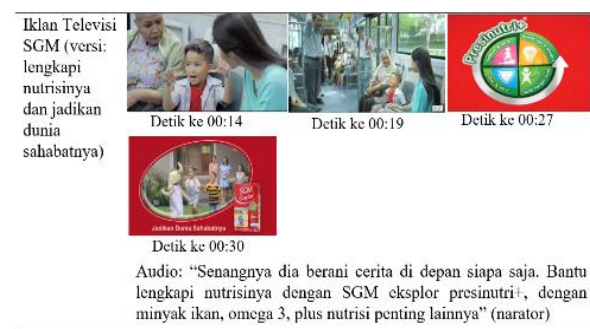 Iklan Televisi
SGM (versi:
lengkapi
nutrisinya
dan jadikan
dunia
sahabatnya)
Detik ke 00:14
Detik ke 00:19
Presinutri+
Detik ke 00:27
SGM
eksplor
Jadikan Dunia Sahabatnya
Detik ke 00:30
Audio: “Senangnya dia berani cerita di depan siapa saja. Bantu
lengkapi nutrisinya dengan SGM eksplor presinutri+, dengan
minyak ikan, omega 3, plus nutrisi penting lainnya” (narator)